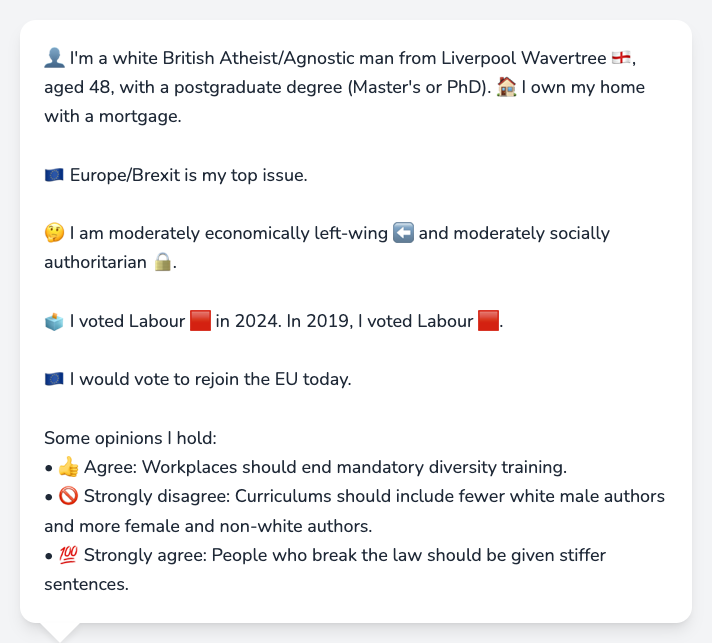 👤 I'm a white British Atheist/Agnostic man from Liverpool Wavertree 🏴󠁧󠁢󠁥󠁮󠁧󠁿,
aged 48, with a postgraduate degree (Master's or PhD). 🏠 I own my home
with a mortgage.
🇪🇺 Europe/Brexit is my top issue.
🤔 I am moderately economically left-wing ⬅️ and moderately socially
authoritarian 🔒.
🗳️ I voted Labour 🟥 in 2024. In 2019, I voted Labour 🟥.
🇪🇺 I would vote to rejoin the EU today.
Some opinions I hold:
• 👍 Agree: Workplaces should end mandatory diversity training.
• 🚫 Strongly disagree: Curriculums should include fewer white male authors
and more female and non-white authors.
• 💯 Strongly agree: People who break the law should be given stiffer
sentences.